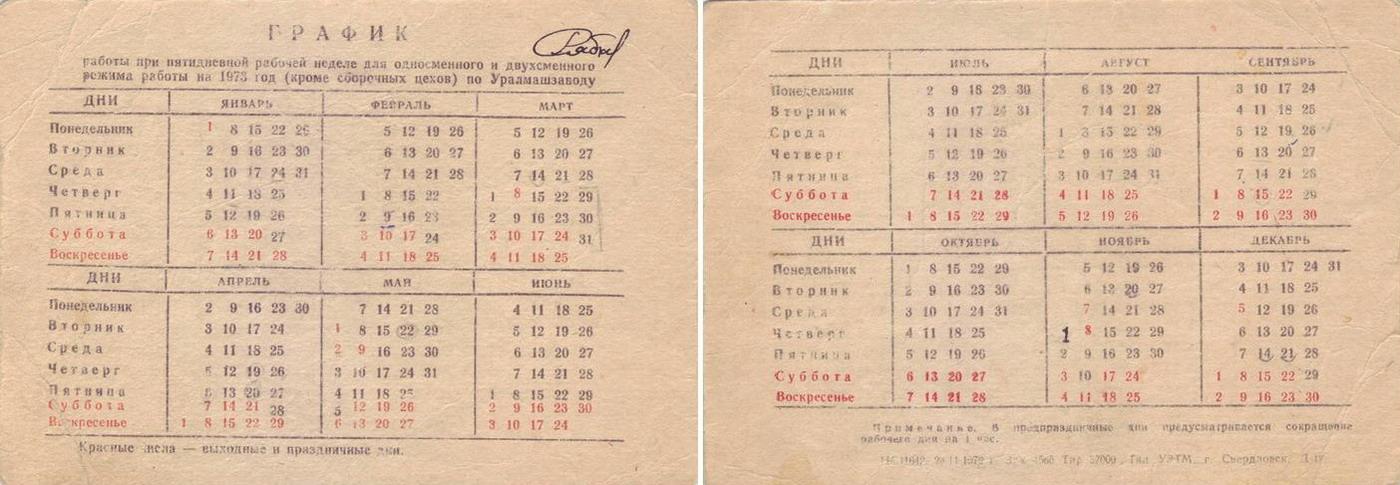 ГРАФИК
работы при пятидневной рабочей неделе для односменного и двухсменного
режима работы на 1973 год (кроме сборочных цехов) по Уралмашзаводу
ДНИ ЯНВАРЬ ФЕВРАЛЬ МАРТ
Понедельник 1 8 15 22 29 5 12 19 26 5 12 19 26
Вторник 2 9 16 23 30 6 13 20 27 6 13 20 27
Среда 3 10 17 24 31 7 14 21 28 7 14 21 28
Четверг 4 11 18 25 1 8 15 22 1 8 15 22 29
Пятница 5 12 19 26 2 9 16 23 2 9 16 23 30
Суббота 6 13 20 27 3 10 17 24 3 10 17 24 31
Воскресенье 7 14 21 28 4 11 18 25 4 11 18 25
ДНИ АПРЕЛЬ МАЙ ИЮНЬ
Понедельник 2 9 16 23 30 7 14 21 28 4 11 18 25
Вторник 3 10 17 24 1 8 15 22 29 5 12 19 26
Среда 4 11 18 25 2 9 16 23 30 6 13 20 27
Четверг 5 12 19 26 3 10 17 24 31 7 14 21 28
Пятница 6 13 20 27 4 11 18 25 1 8 15 22 29
Суббота 7 14 21 28 5 12 19 26 2 9 16 23 30
Воскресенье 1 8 15 22 29 6 13 20 27 3 10 17 24
Красные числа — выходные и праздничные дни.
ДНИ ИЮЛЬ АВГУСТ СЕНТЯБРЬ
Понедельник 2 9 16 23 30 6 13 20 27 3 10 17 24
Вторник 3 10 17 24 31 7 14 21 28 4 11 18 25
Среда 4 11 18 25 1 8 15 22 29 5 12 19 26
Четверг 5 12 19 26 2 9 16 23 30 6 13 20 27
Пятница 6 13 20 27 3 10 17 24 31 7 14 21 28
Суббота 7 14 21 28 4 11 18 25 1 8 15 22 29
Воскресенье 1 8 15 22 29 5 12 19 26 2 9 16 23 30
ДНИ ОКТЯБРЬ НОЯБРЬ ДЕКАБРЬ
Понедельник 1 8 15 22 29 5 12 19 26 3 10 17 24 31
Вторник 2 9 16 23 30 6 13 20 27 4 11 18 25
Среда 3 10 17 24 31 7 14 21 28 5 12 19 26
Четверг 4 11 18 25 1 8 15 22 29 6 13 20 27
Пятница 5 12 19 26 2 9 16 23 30 7 14 21 28
Суббота 6 13 20 27 3 10 17 24 1 8 15 22 29
Воскресенье 7 14 21 28 4 11 18 25 2 9 16 23 30
Примечание. В предпраздничные дни предусматривается сокращение
рабочего дня на 1 час.
1972 г. Тир 37000 Тип УЗТМ г. Свердловск